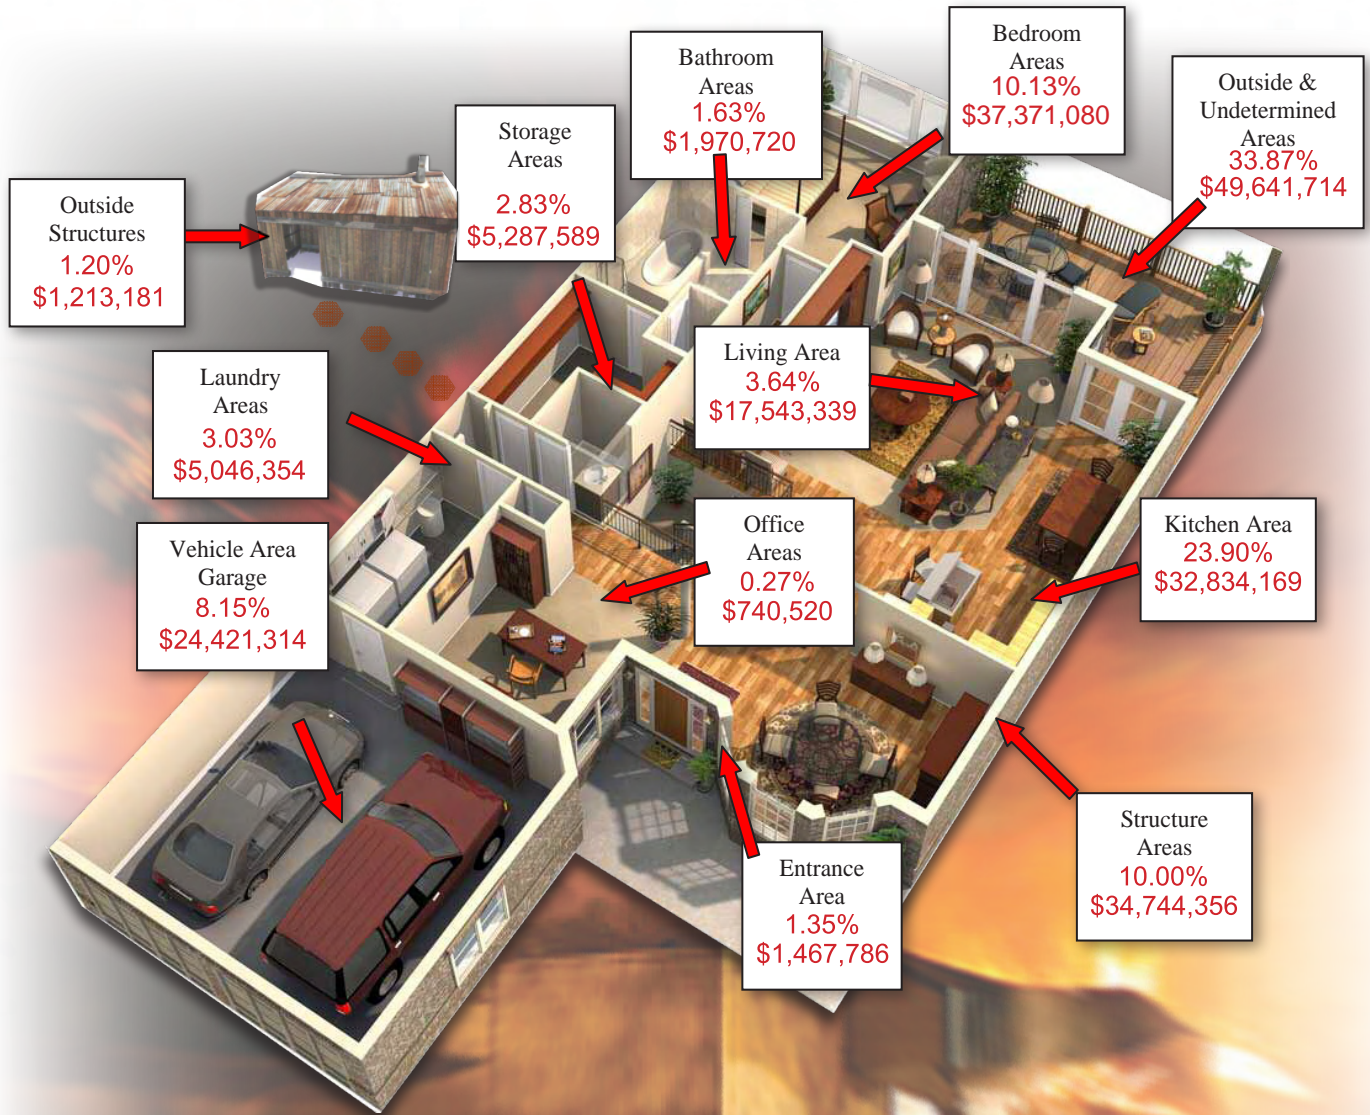 Bedroom
Areas
10.13%
$37,371,080
Bathroom
Areas
1.63%
$1,970,720
Outside &
Undetermined
Areas
33.87%
$49,641,714
Storage
Areas
2.83%
$5,287,589
Outside
Structures
1.20%
$1,213,181
Living Area
3.64%
$17,543,339
Laundry
Areas
3.03%
$5,046,354
Office
Areas
0.27%
$740,520
Kitchen Area
23.90%
$32,834,169
Vehicle Area
Garage
8.15%
$24,421,314
Structure
Areas
10.00%
$34,744,356
Entrance
Area
1.35%
$1,467,786